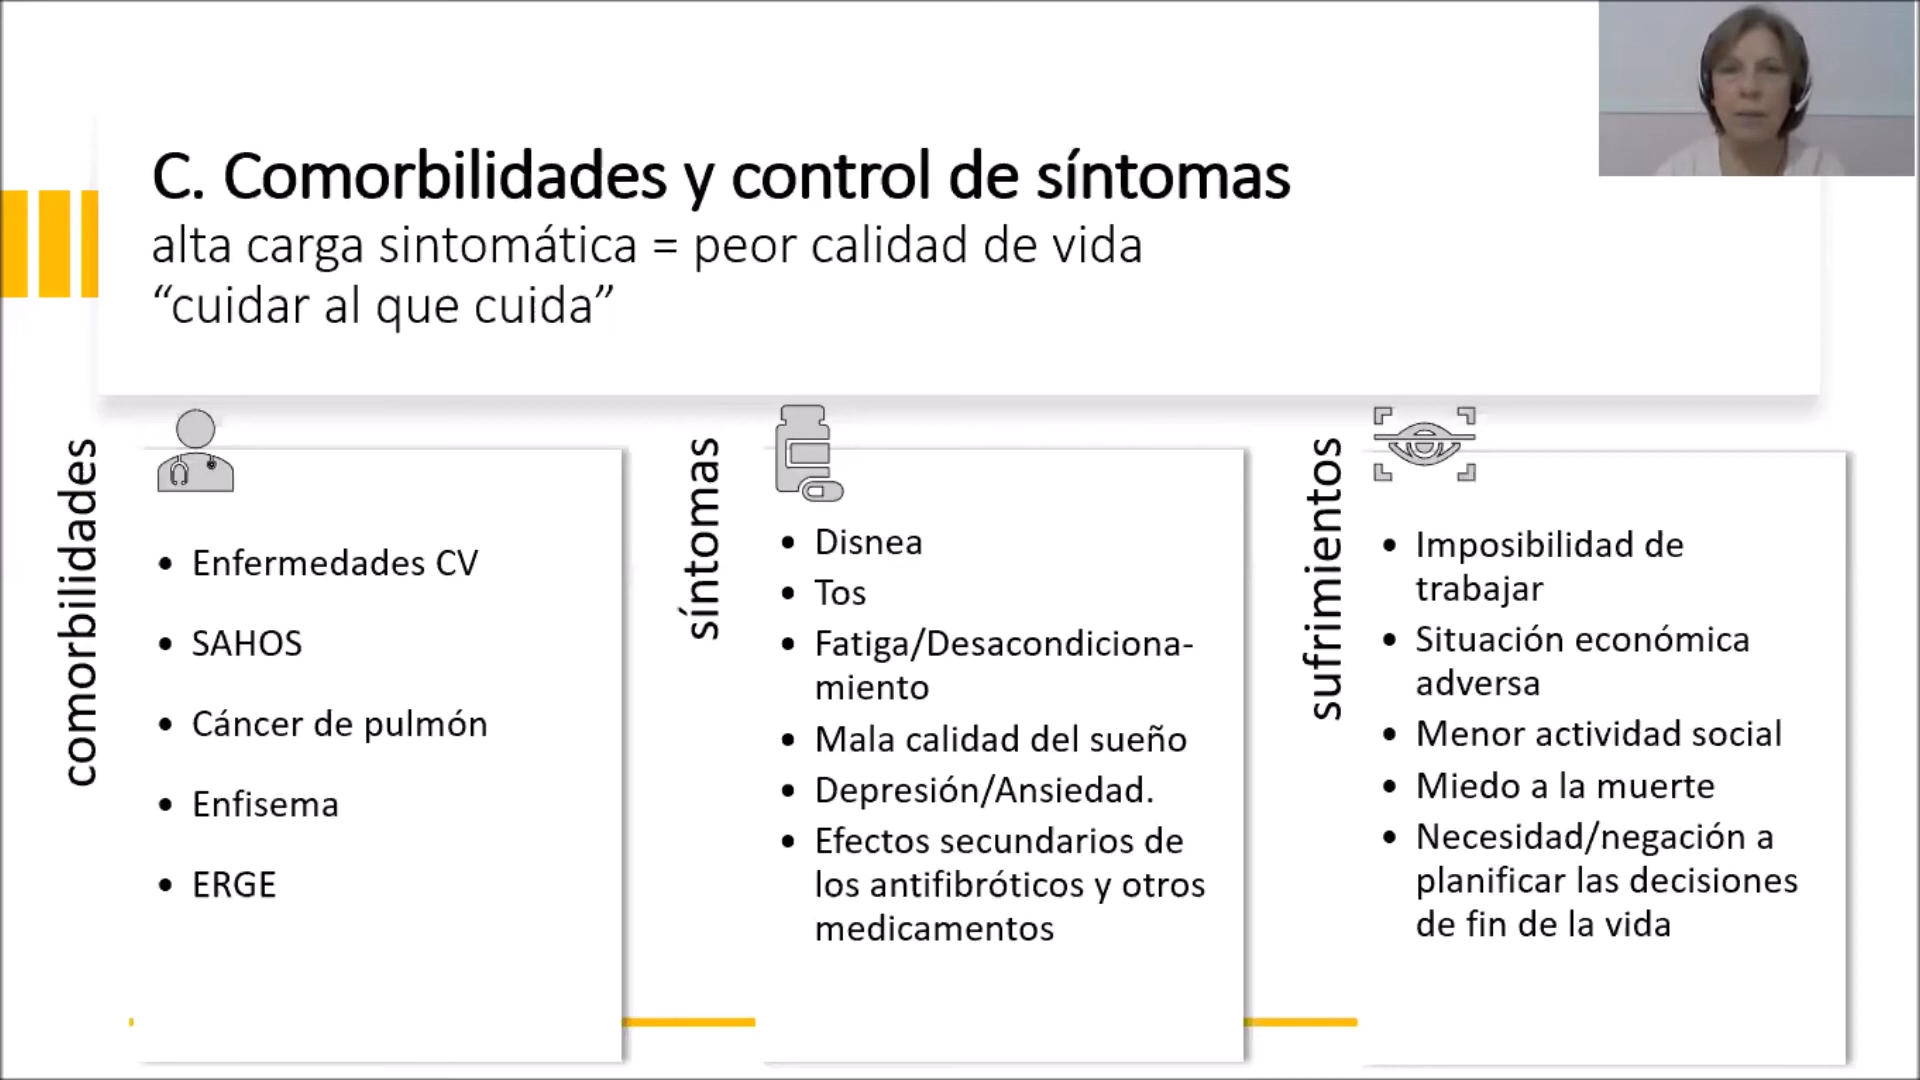 C. Comorbilidades y control de síntomas
alta carga sintomática = peor calidad de vida
“cuidar al que cuida”
comorbilidades
• Enfermedades CV
• SAHOS
• Cáncer de pulmón
• Enfisema
• ERGE
síntomas
• Disnea
• Tos
• Fatiga/Desacondiciona-
miento
• Mala calidad del sueño
• Depresión/Ansiedad.
• Efectos secundarios de
los antifibróticos y otros
medicamentos
sufrimientos
• Imposibilidad de
trabajar
• Situación económica
adversa
• Menor actividad social
• Miedo a la muerte
• Necesidad/negación a
planificar las decisiones
de fin de la vida